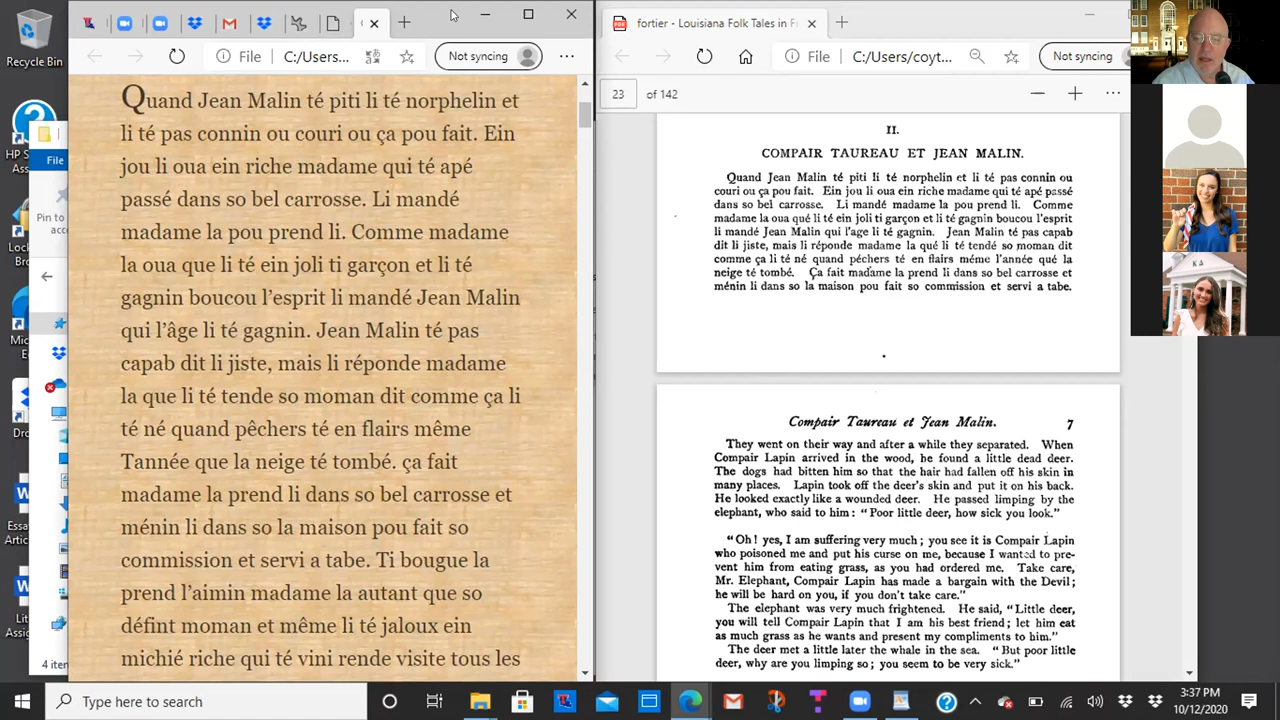 Recycle Bin
File
C:/Users...
Not syncing
Quand Jean Malin té piti li té norphelin et
li té pas connin ou couri ou ça pou fait. Ein
jou li oua ein riche madame qui té apé
passé dans so bel carrosse. Li mandé
madame la pou prend li. Comme madame
la oua que li té ein joli ti garçon et li té
gagnin boucou l'esprit li mandé Jean Malin
qui l'âge li té gagnin. Jean Malin té pas
capab dit li jiste, mais li réponde madame
la que li té tende so moman dit comme ça li
té né quand pêchers té en flairs même
Tannée que la neige té tombé. ça fait
madame la prend li dans so bel carrosse et
ménin li dans so la maison pou fait so
commission et servi a tabe. Ti bougue la
prend l'aimin madame la autant que so
défint moman et même li té jaloux ein
michié riche qui té vini rende visite tous les
fortier - Louisiana Folk Tales in F
File
C:/Users/coyt...
Not syncing
23 of 142
II.
COMPAIR TAUREAU ET JEAN MALIN.
Quand Jean Malin té piti li té norphelin et li té pas connin ou
couri ou ça pou fait. Ein jou li oua ein riche madame qui té apé passé
dans so bel carrosse. Li mandé madame la pou prend li. Comme
madame la oua qué li té ein joli ti garçon et li té gagnin boucou l'esprit
li mandé Jean Malin qui l'age li té gagnin. Jean Malin té pas capab
dit li jiste, mais li réponde madame la qué li té tendé so moman dit
comme ça li té né quand péchers té en flairs méme l'année qué la
neige té tombé. Ça fait madame la prend li dans so bel carrosse et
ménin li dans so la maison pou fait so commission et servi a tabe.
Compair Taureau et Jean Malin. 7
They went on their way and after a while they separated. When
Compair Lapin arrived in the wood, he found a little dead deer.
The dogs had bitten him so that the hair had fallen off his skin in
many places. Lapin took off the deer's skin and put it on his back.
He looked exactly like a wounded deer. He passed limping by the
elephant, who said to him: "Poor little deer, how sick you look."
"Oh! yes, I am suffering very much; you see it is Compair Lapin
who poisoned me and put his curse on me, because I wanted to pre-
vent him from eating grass, as you had ordered me. Take care,
Mr. Elephant, Compair Lapin has made a bargain with the Devil;
he will be hard on you, if you don't take care."
The elephant was very much frightened. He said, "Little deer,
you will tell Compair Lapin that I am his best friend; let him eat
as much grass as he wants and present my compliments to him."
The deer met a little later the whale in the sea. "But poor little
deer, why are you limping so; you seem to be very sick."
ΚΔ
HP S
Ass
File
Pin to
Lock
Bro
Mic
E
Dro
Essay
Artic
Lit
Assig
4 item
Type here to search
3:37 PM
10/12/2020